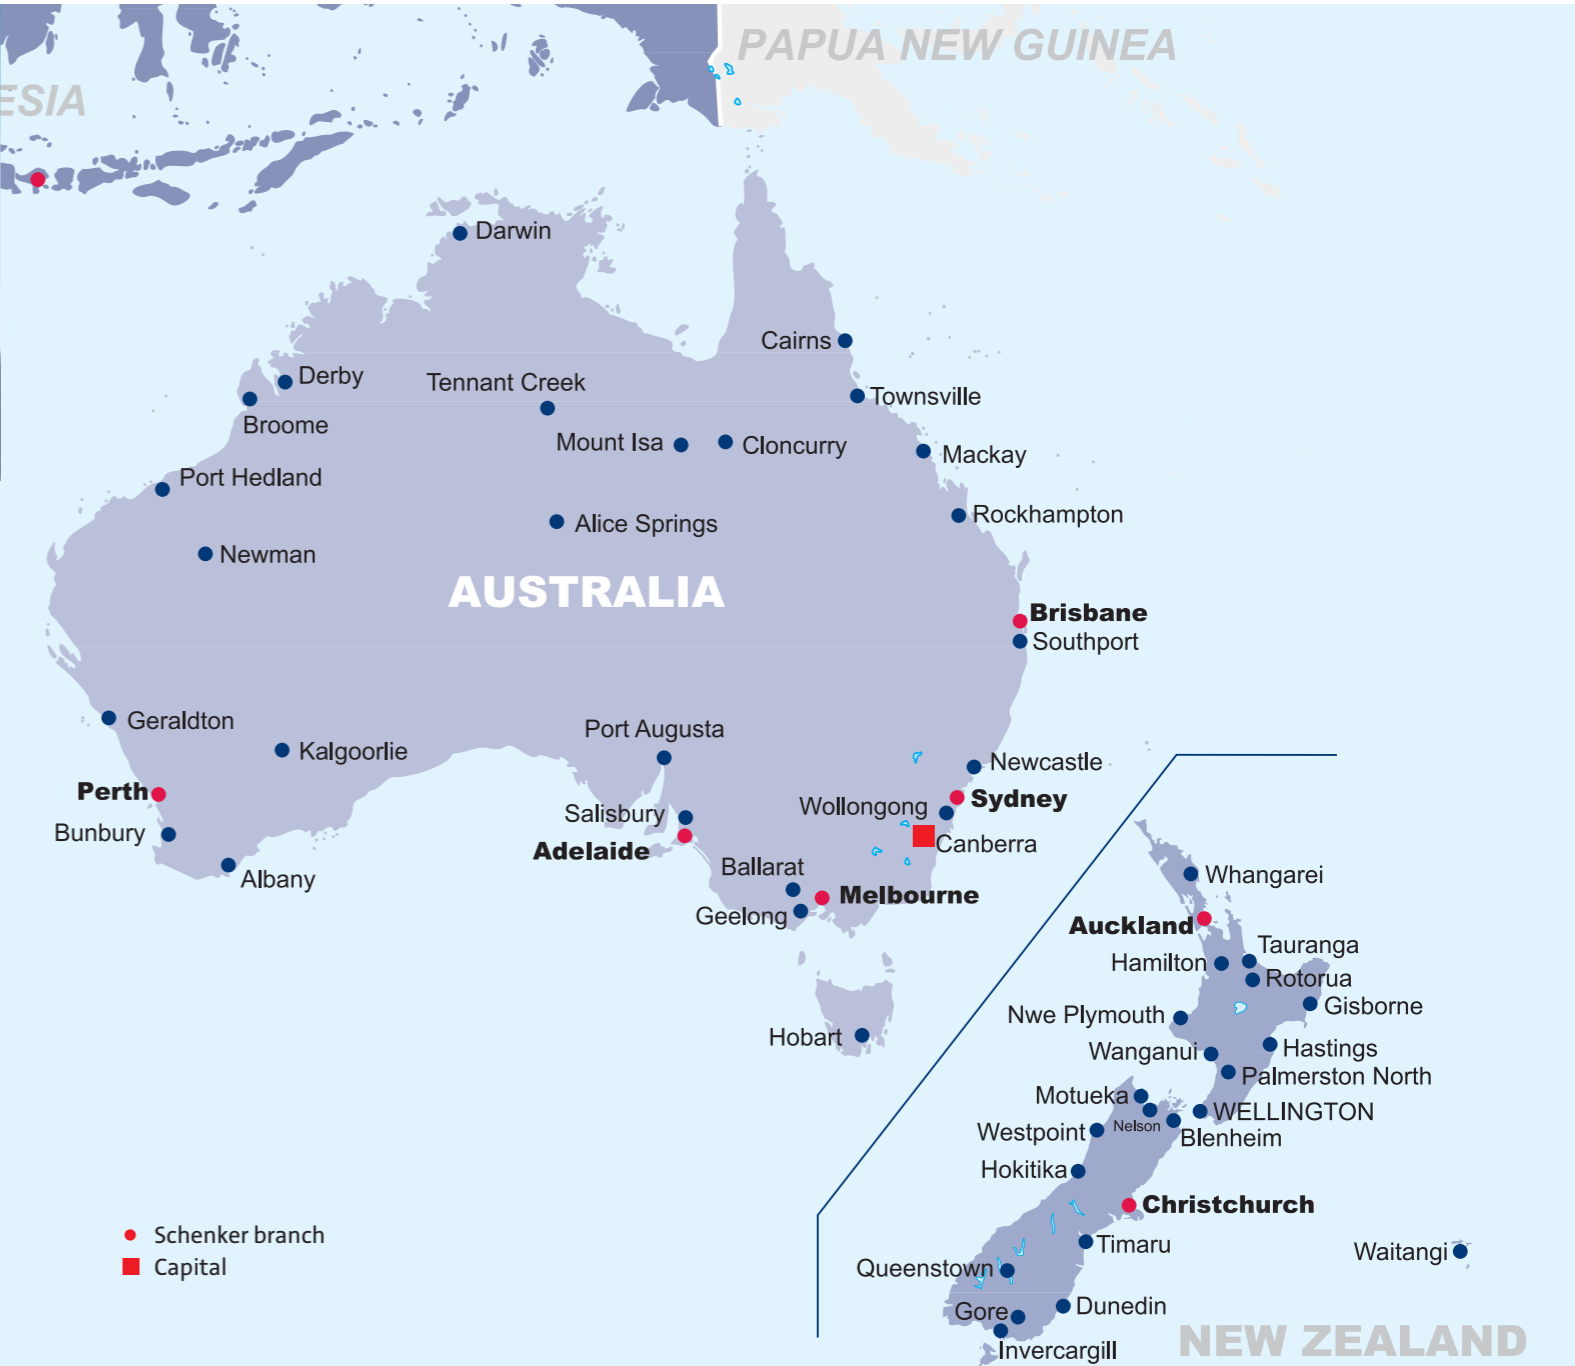 PAPUA NEW GUINEA
ESIA
Darwin
Cairns
Derby
Tennant Creek
Townsville
Broome
Mount Isa
Cloncurry
Mackay
Port Hedland
Rockhampton
Alice Springs
Newman
AUSTRALIA
Brisbane
Southport
Geraldton
Port Augusta
Kalgoorlie
Newcastle
Perth
Sydney
Wollongong
Salisbury
Bunbury
Canberra
Adelaide
Ballarat
Albany
Melbourne
Geelong
Whangarei
Auckland
Tauranga
Hamilton
Rotorua
Gisborne
Nwe Plymouth
Hobart
Wanganui
Hastings
Palmerston North
Motueka
WELLINGTON
Nelson
Westpoint
Blenheim
Hokitika
Christchurch
Schenker branch
Timaru
Waitangi
Capital
Queenstown
Dunedin
Gore
NEW ZEALAND
Invercargill